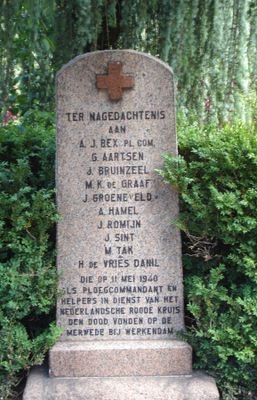 TER NAGEDACHTENIS
AAN
A. J. BEX PL. COM.
G. AARTSEN
J. BRUINZEEL
M. K. DE GRAAF
J. GROENEVELD
A. HAMEL
J. ROMIJN
J. SINT
M. TAK
H. DE VRIES DANIL
DIE OP 11 MEI 1940
ALS PLOEGCOMMANDANT EN
HELPERS IN DIENST VAN HET
NEDERLANDSCHE ROODE KRUIS
DEN DOOD VONDEN OP DE
MERWEDE BIJ WERKENDAM